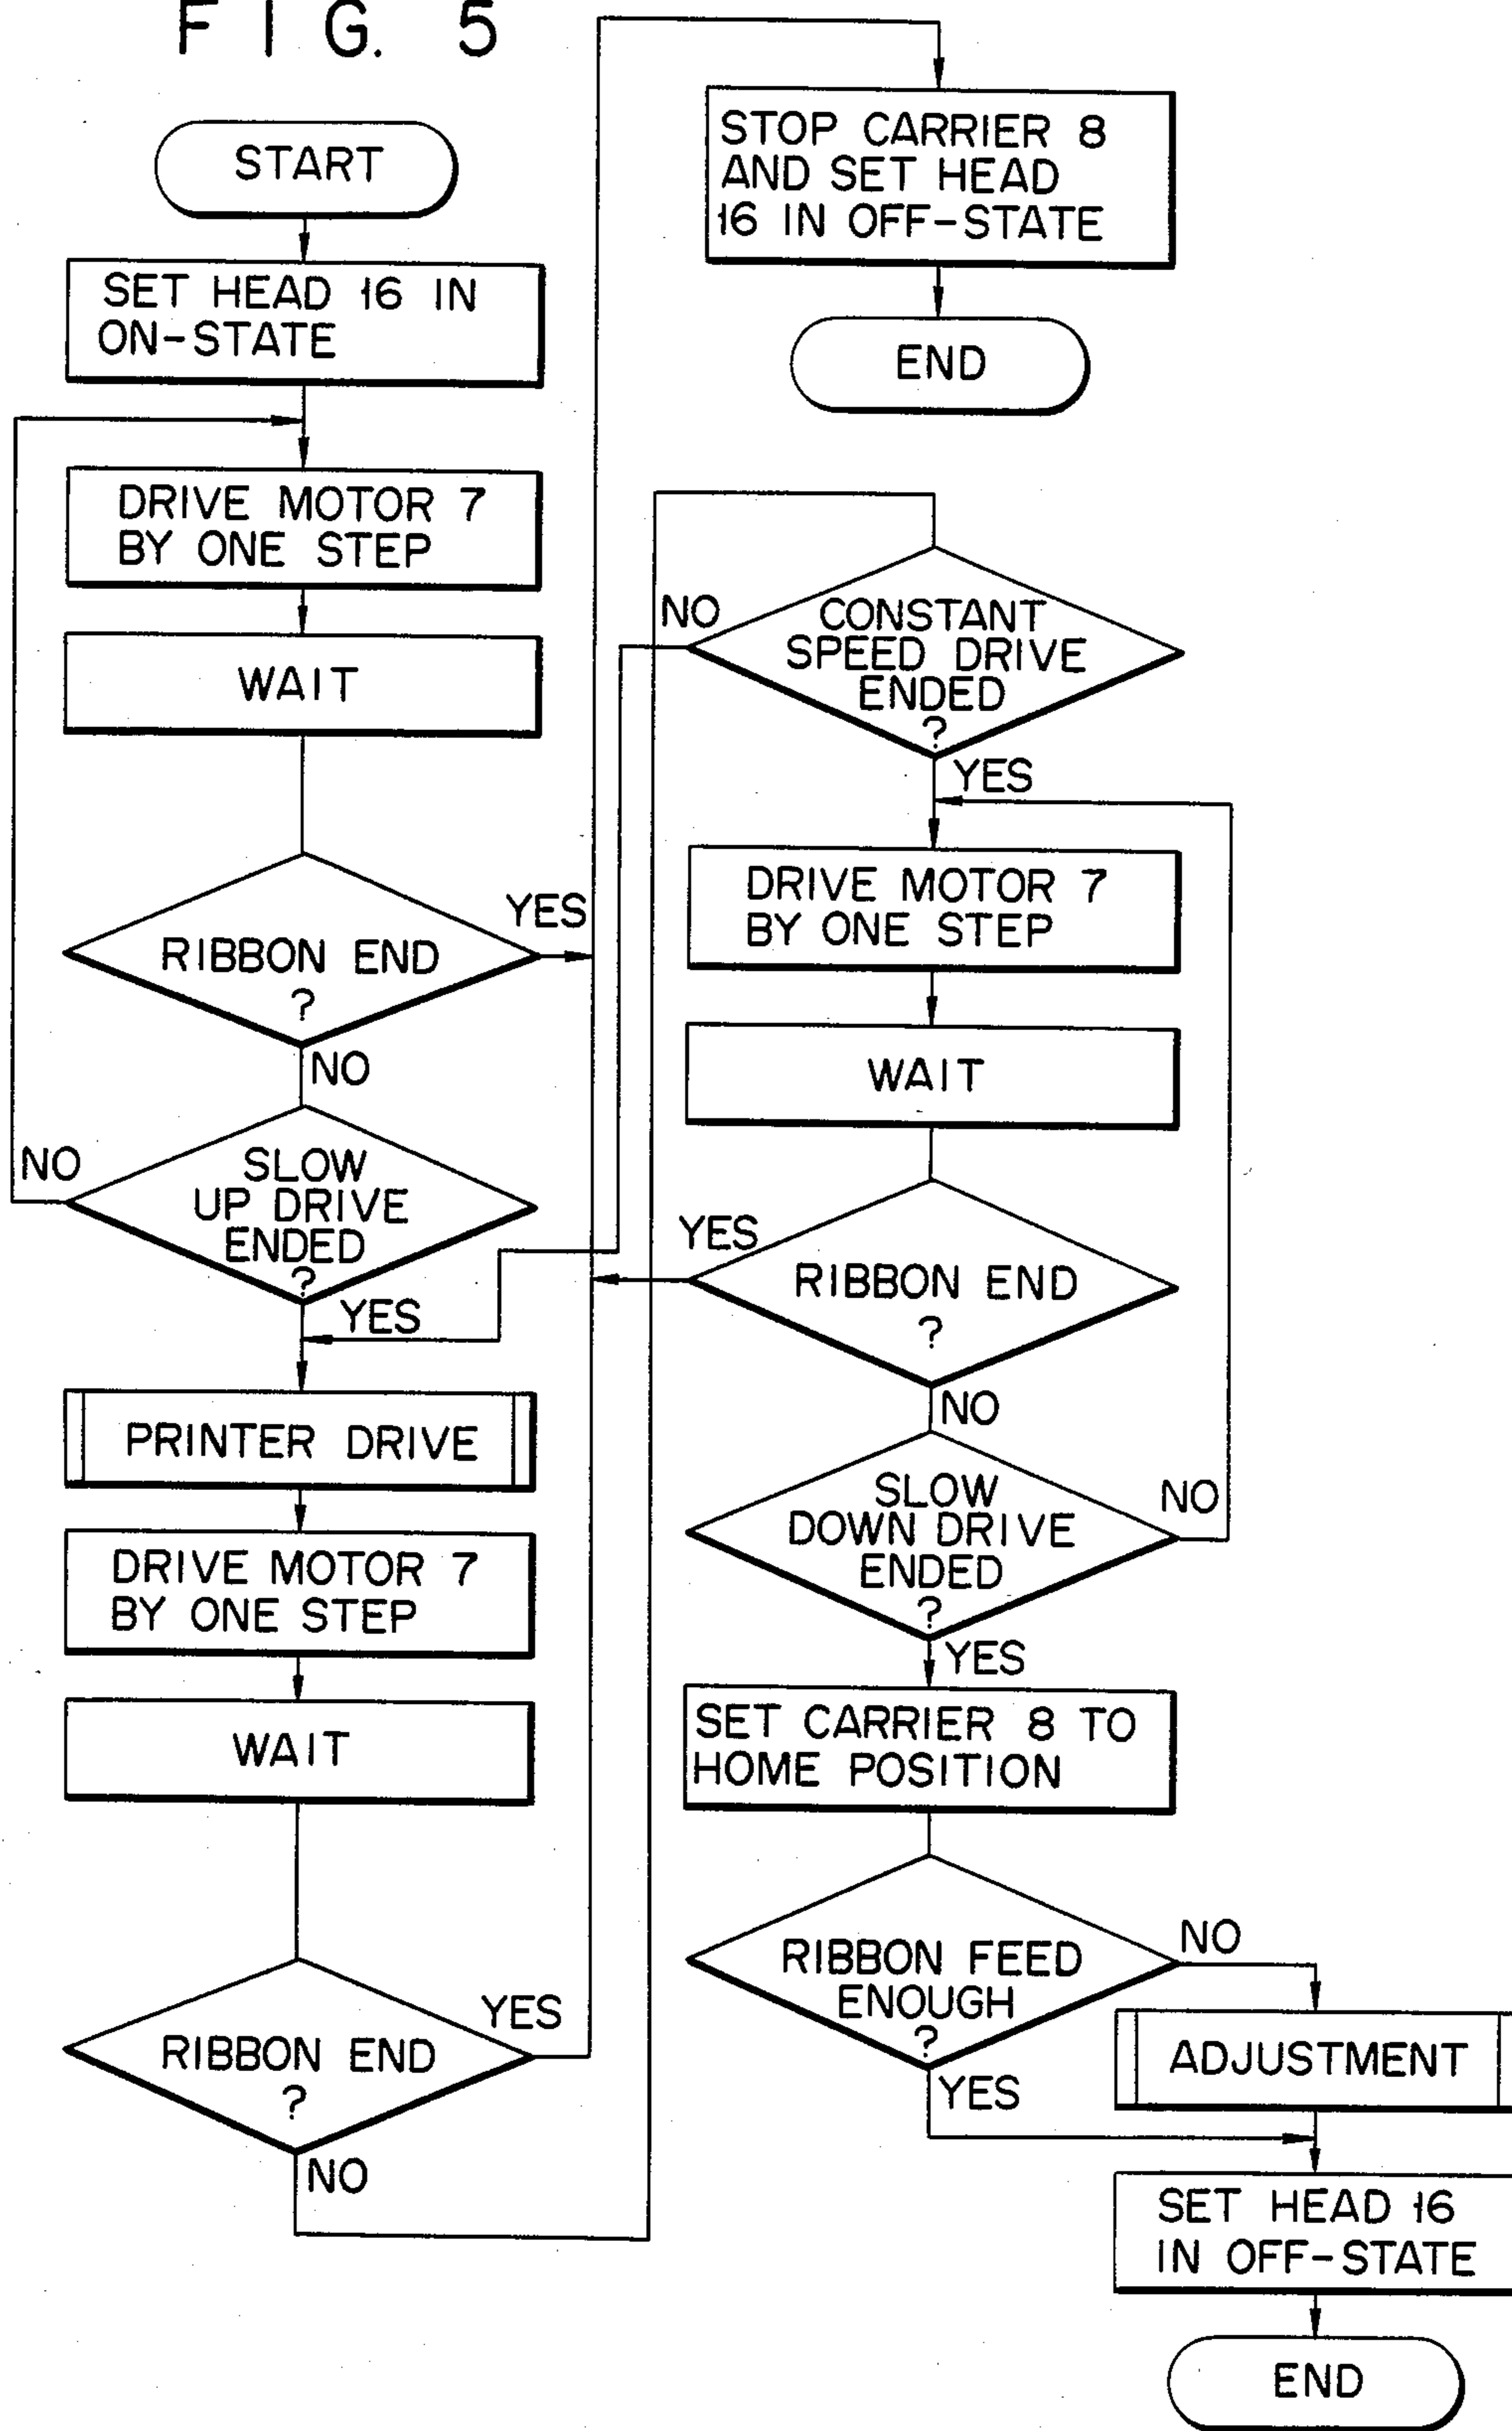 FIG. 5
START
SET HEAD 16 IN
ON-STATE
DRIVE MOTOR 7
BY ONE STEP
WAIT
RIBBON END
?
YES
NO
SLOW
UP DRIVE
ENDED
?
NO
YES
PRINTER DRIVE
DRIVE MOTOR 7
BY ONE STEP
WAIT
RIBBON END
?
YES
NO
STOP CARRIER 8
AND SET HEAD
16 IN OFF-STATE
END
CONSTANT
SPEED DRIVE
ENDED
?
NO
YES
DRIVE MOTOR 7
BY ONE STEP
WAIT
RIBBON END
?
YES
NO
SLOW
DOWN DRIVE
ENDED
?
NO
YES
SET CARRIER 8 TO
HOME POSITION
RIBBON FEED
ENOUGH
?
NO
YES
ADJUSTMENT
SET HEAD 16
IN OFF-STATE
END